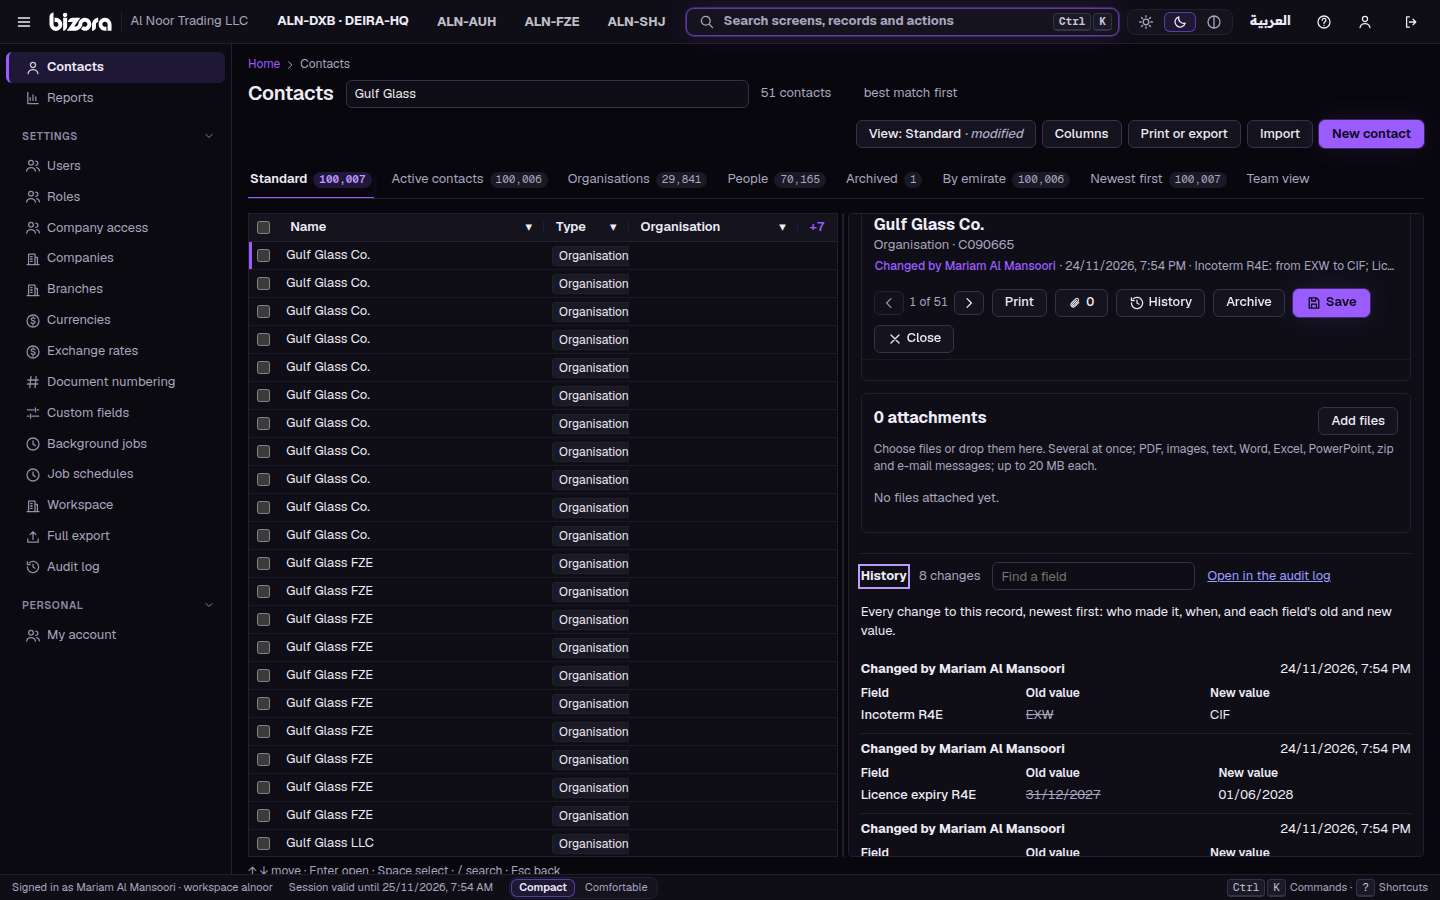 bizora
Al Noor Trading LLC
ALN-DXB · DEIRA-HQ
ALN-AUH
ALN-FZE
ALN-SHJ
Search screens, records and actions
Ctrl K
العربية
Contacts
Reports
SETTINGS
Users
Roles
Company access
Companies
Branches
Currencies
Exchange rates
Document numbering
Custom fields
Background jobs
Job schedules
Workspace
Full export
Audit log
PERSONAL
My account
Home > Contacts
Contacts
Gulf Glass
51 contacts
best match first
View: Standard · modified
Columns
Print or export
Import
New contact
Standard 100,007
Active contacts 100,006
Organisations 29,841
People 70,165
Archived 1
By emirate 100,006
Newest first 100,007
Team view
Name ▼ Type ▼ Organisation ▼ +7
Gulf Glass Co. Organisation
Gulf Glass Co. Organisation
Gulf Glass Co. Organisation
Gulf Glass Co. Organisation
Gulf Glass Co. Organisation
Gulf Glass Co. Organisation
Gulf Glass Co. Organisation
Gulf Glass Co. Organisation
Gulf Glass Co. Organisation
Gulf Glass Co. Organisation
Gulf Glass Co. Organisation
Gulf Glass FZE Organisation
Gulf Glass FZE Organisation
Gulf Glass FZE Organisation
Gulf Glass FZE Organisation
Gulf Glass FZE Organisation
Gulf Glass FZE Organisation
Gulf Glass FZE Organisation
Gulf Glass FZE Organisation
Gulf Glass FZE Organisation
Gulf Glass FZE Organisation
Gulf Glass LLC Organisation
↑↓ move · Enter open · Space select · / search · Esc back
Gulf Glass Co.
Organisation · C090665
Changed by Mariam Al Mansoori · 24/11/2026, 7:54 PM · Incoterm R4E: from EXW to CIF; Lic...
1 of 51
Print
0
History
Archive
Save
Close
0 attachments
Add files
Choose files or drop them here. Several at once; PDF, images, text, Word, Excel, PowerPoint, zip
and e-mail messages; up to 20 MB each.
No files attached yet.
History
8 changes
Find a field
Open in the audit log
Every change to this record, newest first: who made it, when, and each field's old and new
value.
Changed by Mariam Al Mansoori 24/11/2026, 7:54 PM
Field Old value New value
Incoterm R4E EXW CIF
Changed by Mariam Al Mansoori 24/11/2026, 7:54 PM
Field Old value New value
Licence expiry R4E 31/12/2027 01/06/2028
Changed by Mariam Al Mansoori 24/11/2026, 7:54 PM
Field Old value New value
Signed in as Mariam Al Mansoori · workspace alnoor
Session valid until 25/11/2026, 7:54 AM
Compact
Comfortable
Ctrl K Commands · ? Shortcuts